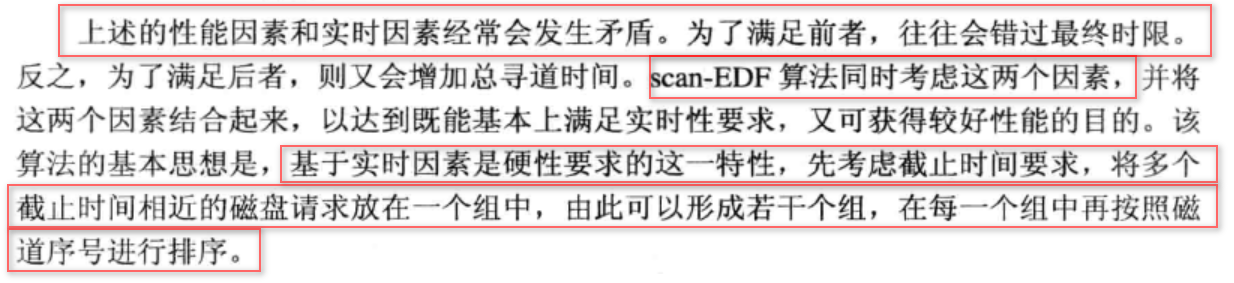 上述的性能因素和实时因素经常会发生矛盾。为了满足前者，往往会错过最终时限。
反之，为了满足后者，则又会增加总寻道时间。scan-EDF 算法同时考虑这两个因素，并将
这两个因素结合起来，以达到既能基本上满足实时性要求，又可获得较好性能的目的。该
算法的基本思想是，基于实时因素是硬性要求的这一特性，先考虑截止时间要求，将多个
截止时间相近的磁盘请求放在一个组中，由此可以形成若干个组，在每一个组中再按照磁
道序号进行排序。